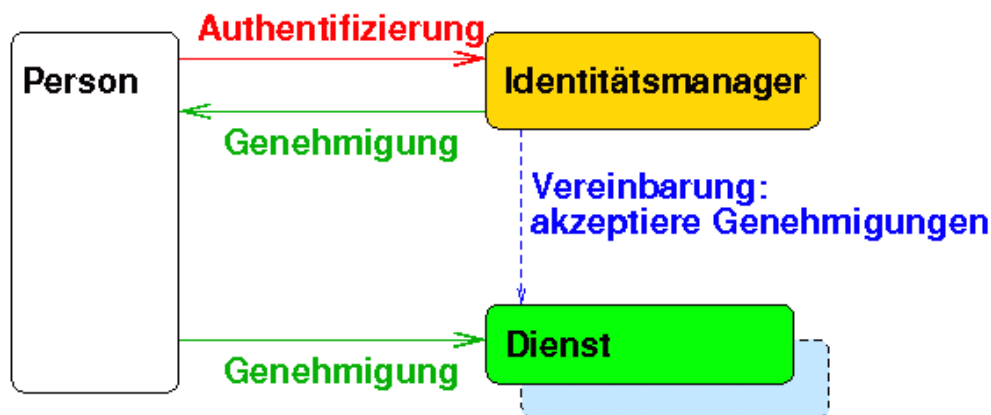 Authentifizierung
Person
Identitätsmanager
Genehmigung
Vereinbarung:
akzeptiere Genehmigungen
Dienst
Genehmigung